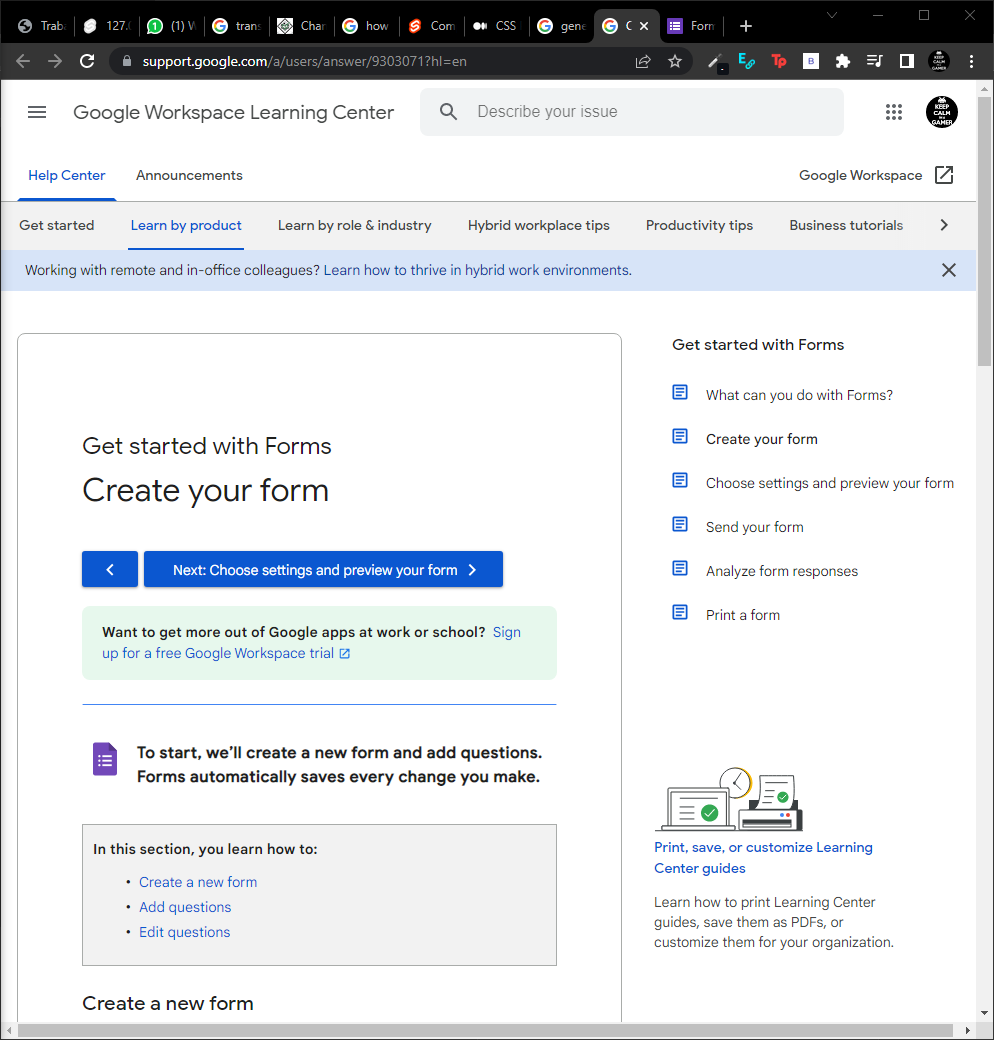 Trab
127.
(1) W
trans
Char
how
Com
CSS
gene
C
Form
support.google.com/a/users/answer/9303071?hl=en
Google Workspace Learning Center
Describe your issue
KEEP
CALM
GAMER
Help Center
Announcements
Google Workspace
Get started
Learn by product
Learn by role & industry
Hybrid workplace tips
Productivity tips
Business tutorials
Working with remote and in-office colleagues? Learn how to thrive in hybrid work environments.
Get started with Forms
Create your form
Next: Choose settings and preview your form
Want to get more out of Google apps at work or school? Sign
up for a free Google Workspace trial
To start, we'll create a new form and add questions.
Forms automatically saves every change you make.
In this section, you learn how to:
• Create a new form
• Add questions
• Edit questions
Create a new form
Get started with Forms
What can you do with Forms?
Create your form
Choose settings and preview your form
Send your form
Analyze form responses
Print a form
Print, save, or customize Learning
Center guides
Learn how to print Learning Center
guides, save them as PDFs, or
customize them for your organization.